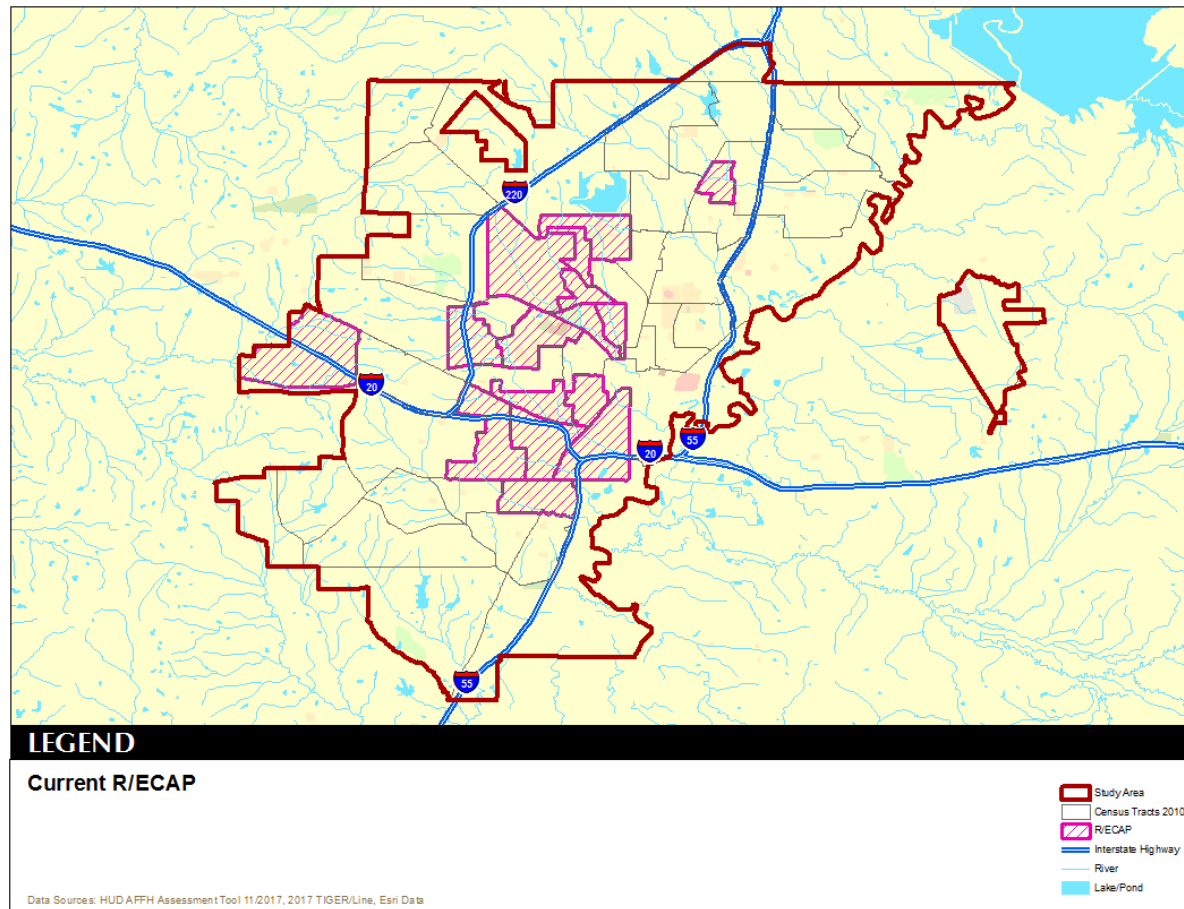 220
20
20
55
55
LEGEND
Current R/ECAP
Study Area
Census Tracts 2010
R/ECAP
Interstate Highway
River
Lake/Pond
Data Sources: HUD AFFH Assessment Tool 11/2017, 2017 TIGER/Line, Esri Data